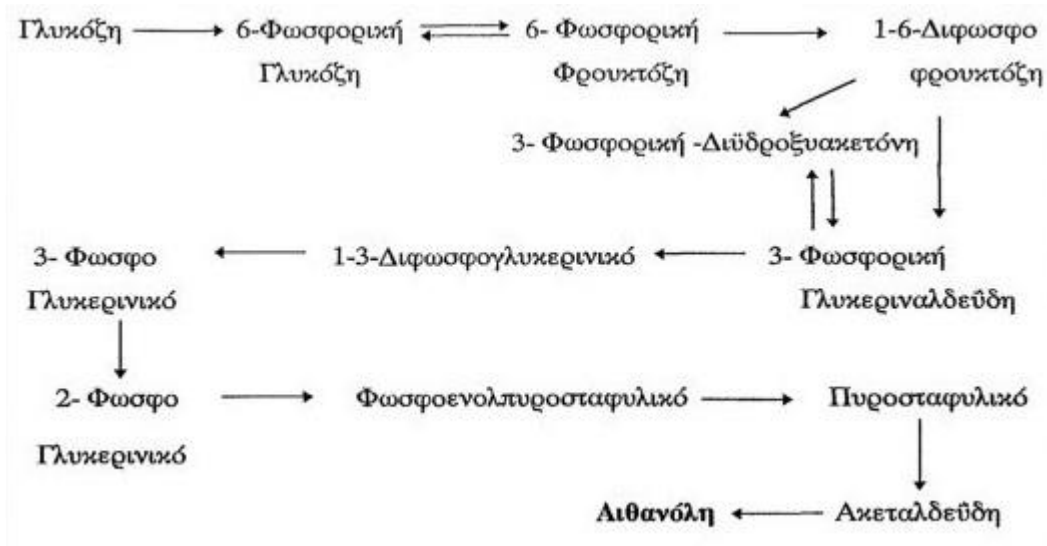 Γλυκόζη 6-Φωσφορική 6- Φωσφορική 1-6-Διφωσφο
Γλυκόζη Φρουκτόζη φρουκτόζη
3- Φωσφορική -Διϋδροξυακετόνη
3- Φωσφο 1-3-Διφωσφογλυκερινικό 3- Φωσφορική
Γλυκερινικό Γλυκεριναλδεΰδη
2- Φωσφο Φωσφοενολπυροσταφυλικό Πυροσταφυλικό
Γλυκερινικό
Αιθανόλη Ακεταλδεΰδη